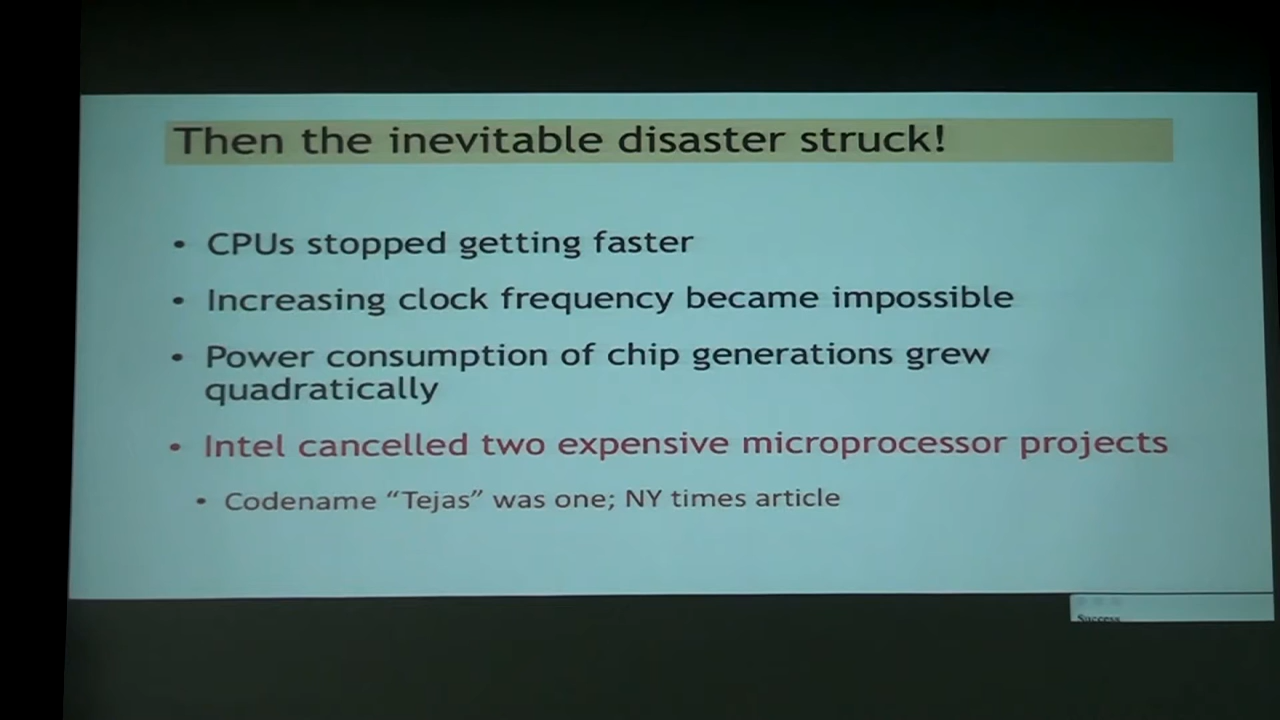 Then the inevitable disaster struck!
• CPUs stopped getting faster
• Increasing clock frequency became impossible
• Power consumption of chip generations grew
quadratically
• Intel cancelled two expensive microprocessor projects
• Codename “Tejas” was one; NY times article
Success